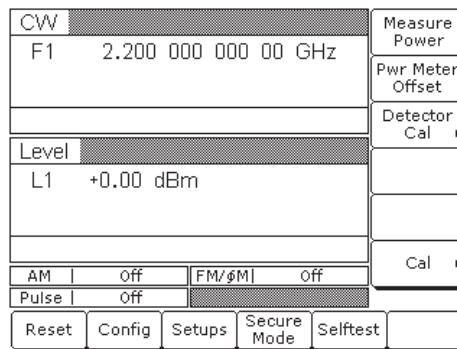 CW
F1 2.200 000 000 00 GHz
Level
L1 +0.00 dBm
AM | Off FM/ϕM| Off
Pulse | Off
Measure
Power
Pwr Meter
Offset
Detector
Cal
Cal
Reset Config Setups Secure Mode Selftest